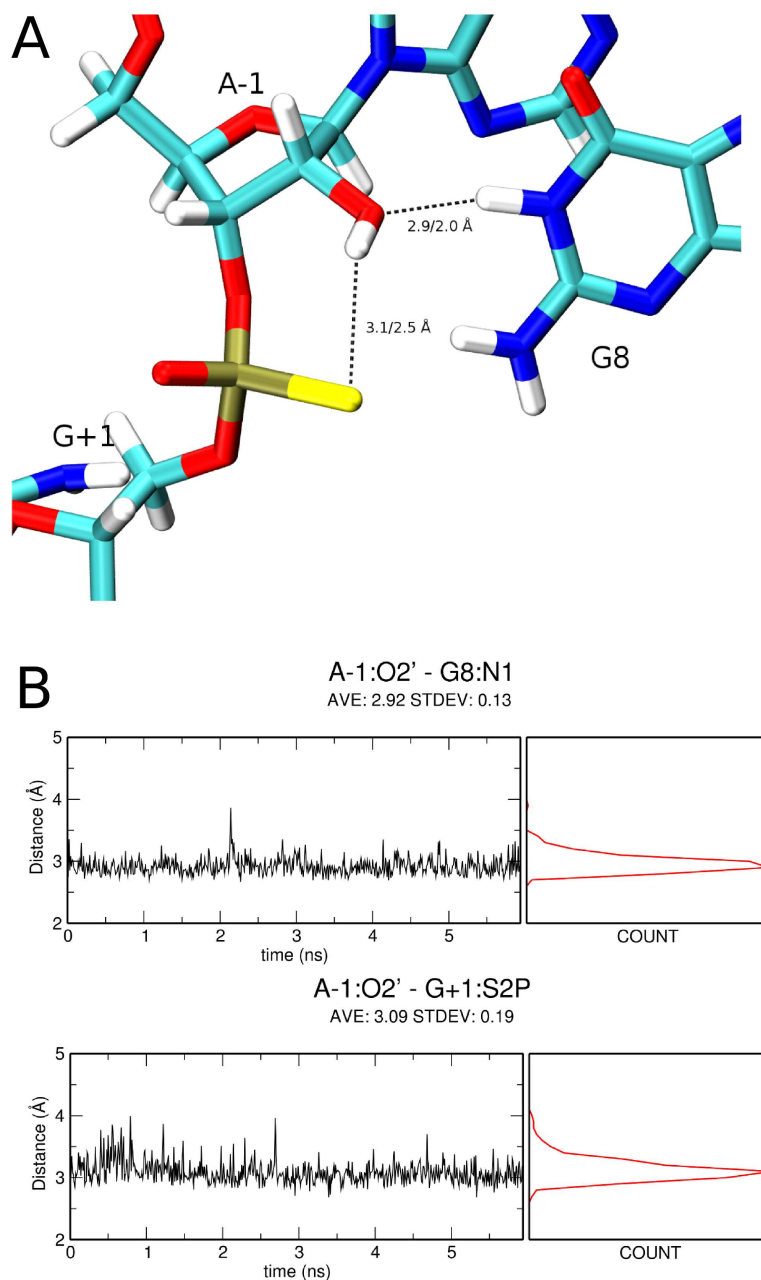 A
A-1
2.9/2.0 Å
3.1/2.5 Å
G8
G+1
B
A-1:O2' - G8:N1
AVE: 2.92 STDEV: 0.13
5
4
3
2
Distance (Å)
0 1 2 3 4 5
time (ns)
COUNT
A-1:O2' - G+1:S2P
AVE: 3.09 STDEV: 0.19
5
4
3
2
Distance (Å)
0 1 2 3 4 5
time (ns)
COUNT